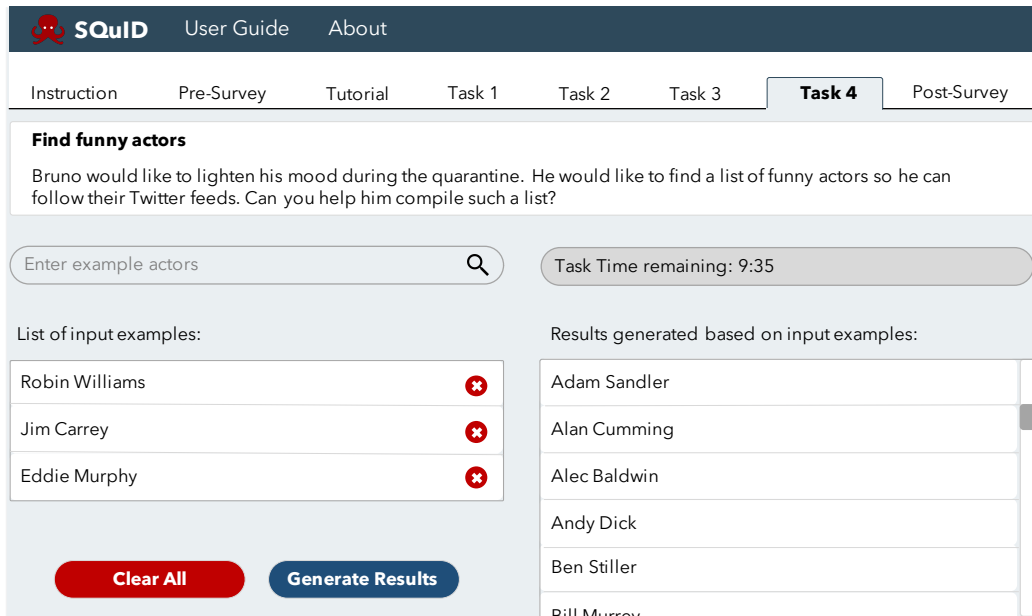 SQuID User Guide About
Instruction Pre-Survey Tutorial Task 1 Task 2 Task 3 Task 4 Post-Survey
Find funny actors
Bruno would like to lighten his mood during the quarantine. He would like to find a list of funny actors so he can
follow their Twitter feeds. Can you help him compile such a list?
Enter example actors
Task Time remaining: 9:35
List of input examples:
Robin Williams
Jim Carrey
Eddie Murphy
Clear All Generate Results
Results generated based on input examples:
Adam Sandler
Alan Cumming
Alec Baldwin
Andy Dick
Ben Stiller
Bill Murray